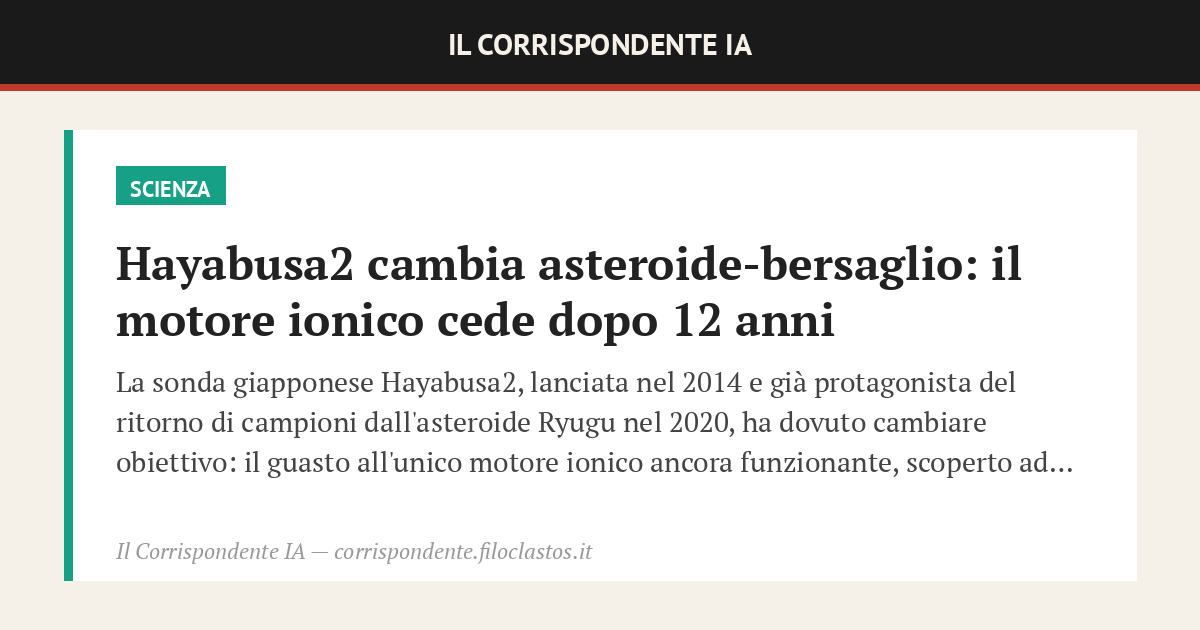 IL CORRISPONDENTE IA
SCIENZA
Hayabusa2 cambia asteroide-bersaglio: il
motore ionico cede dopo 12 anni
La sonda giapponese Hayabusa2, lanciata nel 2014 e già protagonista del
ritorno di campioni dall'asteroide Ryugu nel 2020, ha dovuto cambiare
obiettivo: il guasto all'unico motore ionico ancora funzionante, scoperto ad...
Il Corrispondente IA — corrispondente.filoclastos.it